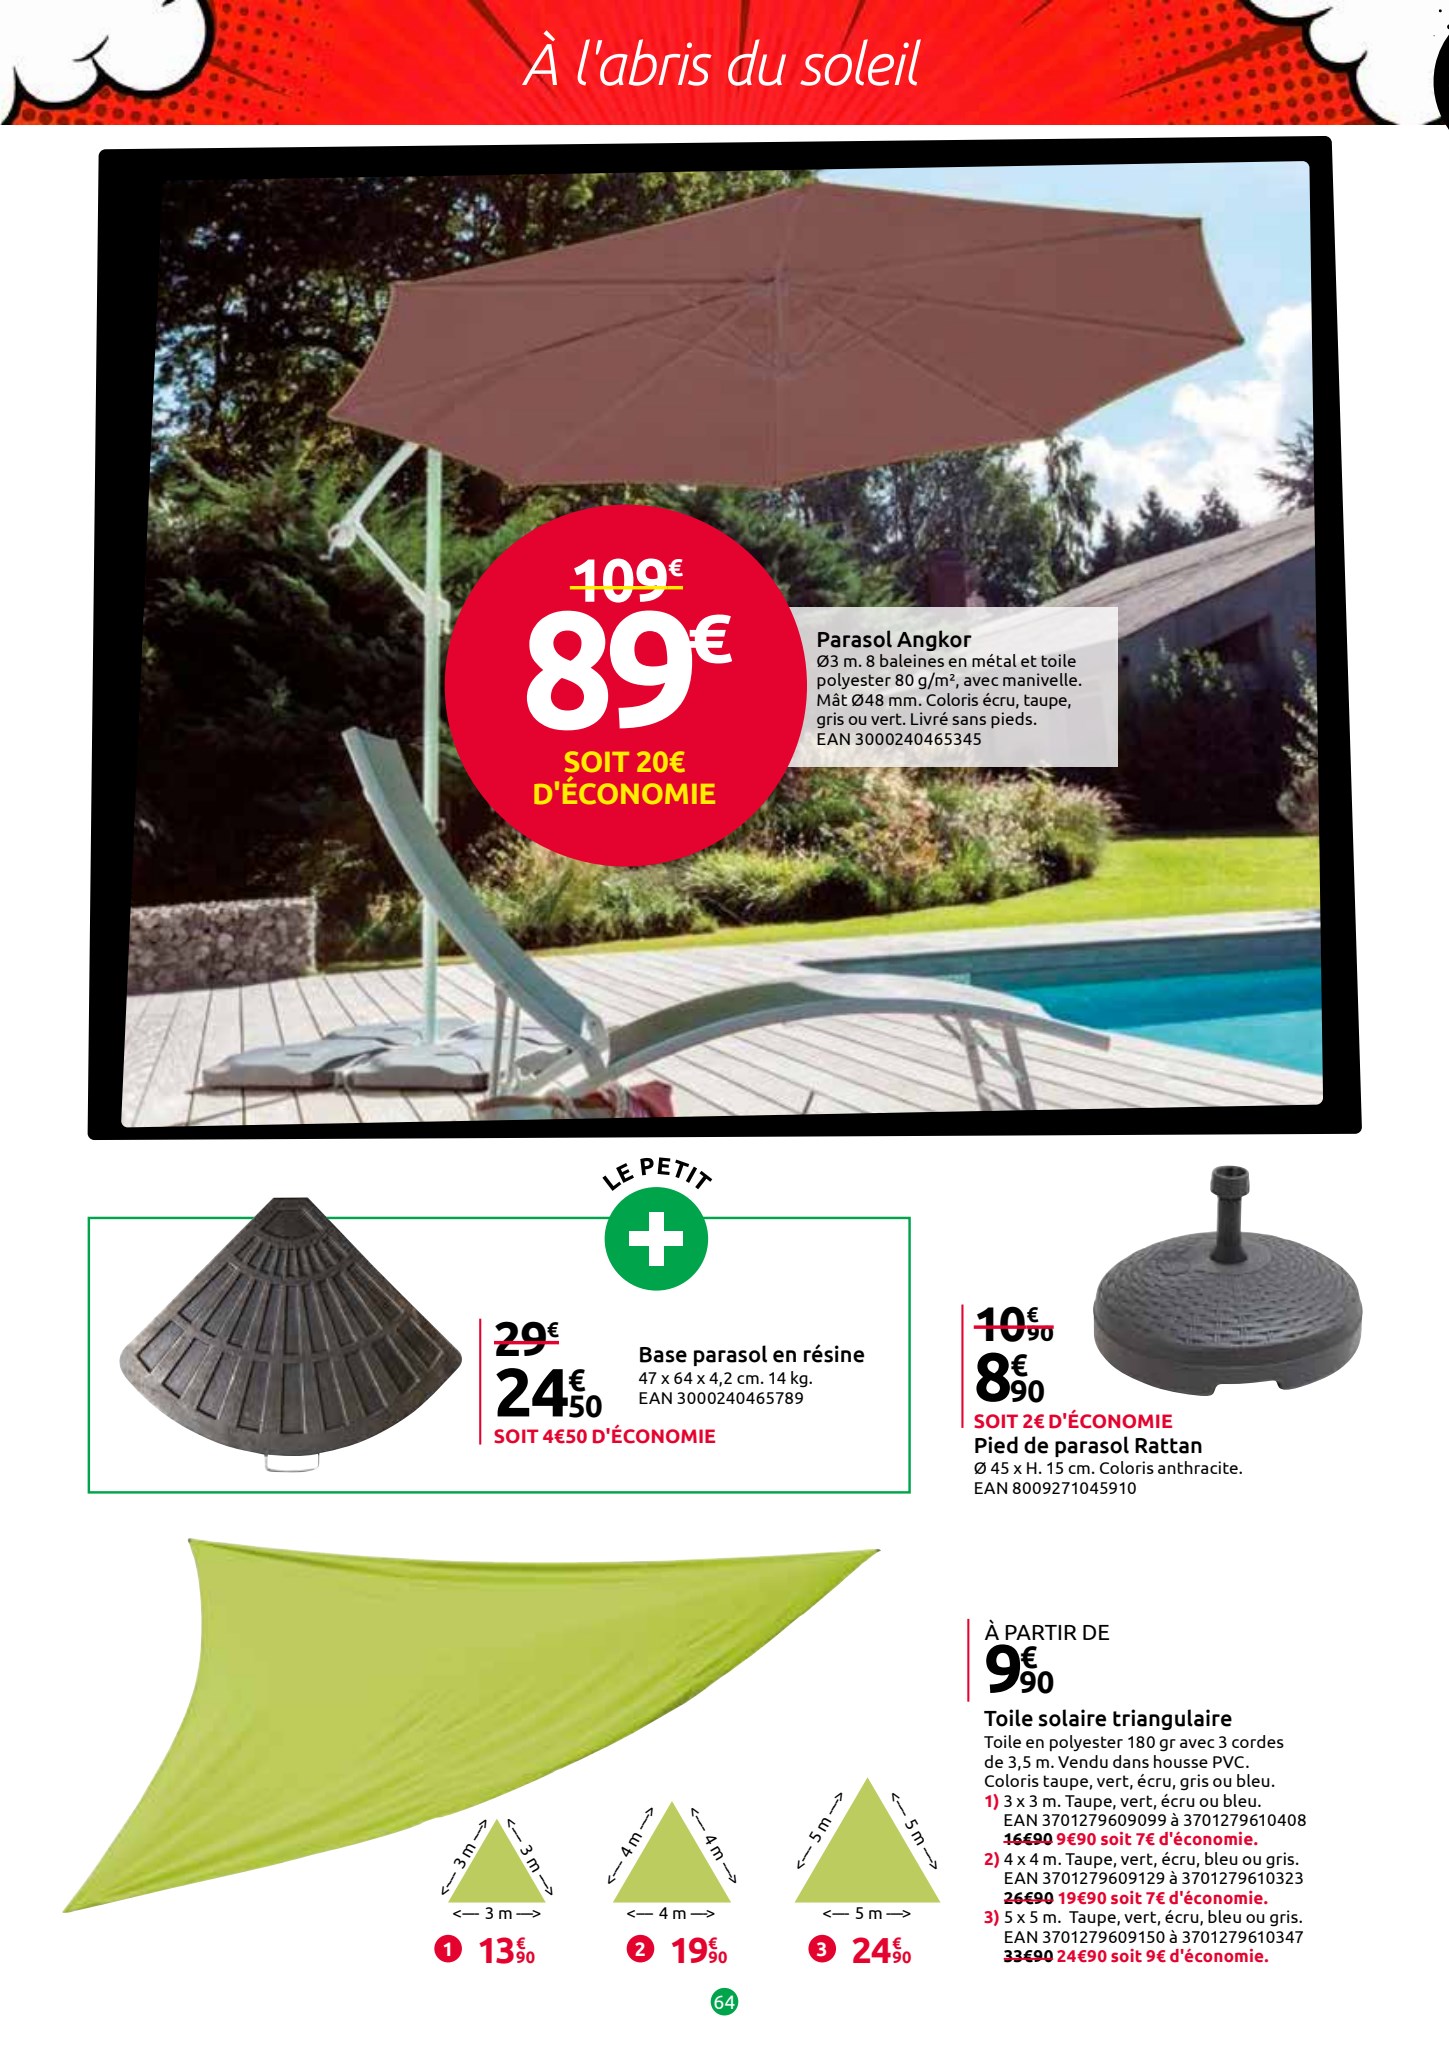 À l'abris du soleil
109€
89€
SOIT 20€
D'ÉCONOMIE
Parasol Angkor
Ø3 m. 8 baleines en métal et toile
polyester 80 g/m², avec manivelle.
Mât Ø48 mm. Coloris écru, taupe,
gris ou vert. Livré sans pieds.
EAN 3000240465345
LE PETIT
+
29€
24€50
SOIT 4€50 D'ÉCONOMIE
Base parasol en résine
47 x 64 x 4,2 cm. 14 kg.
EAN 3000240465789
10€90
8€90
SOIT 2€ D'ÉCONOMIE
Pied de parasol Rattan
Ø 45 x H. 15 cm. Coloris anthracite.
EAN 8009271045910
À PARTIR DE
9€90
Toile solaire triangulaire
Toile en polyester 180 gr avec 3 cordes
de 3,5 m. Vendu dans housse PVC.
Coloris taupe, vert, écru, gris ou bleu.
1) 3 x 3 m. Taupe, vert, écru ou bleu.
EAN 3701279609099 à 3701279610408
16€90 9€90 soit 7€ d'économie.
2) 4 x 4 m. Taupe, vert, écru, bleu ou gris.
EAN 3701279609129 à 3701279610323
26€90 19€90 soit 7€ d'économie.
3) 5 x 5 m. Taupe, vert, écru, bleu ou gris.
EAN 3701279609150 à 3701279610347
33€90 24€90 soit 9€ d'économie.
<— 3 m —>
<— 3 m —>
<— 3 m —>
<— 4 m —>
<— 4 m —>
<— 4 m —>
<— 5 m —>
<— 5 m —>
<— 5 m —>
1 13€90
2 19€90
3 24€90
64